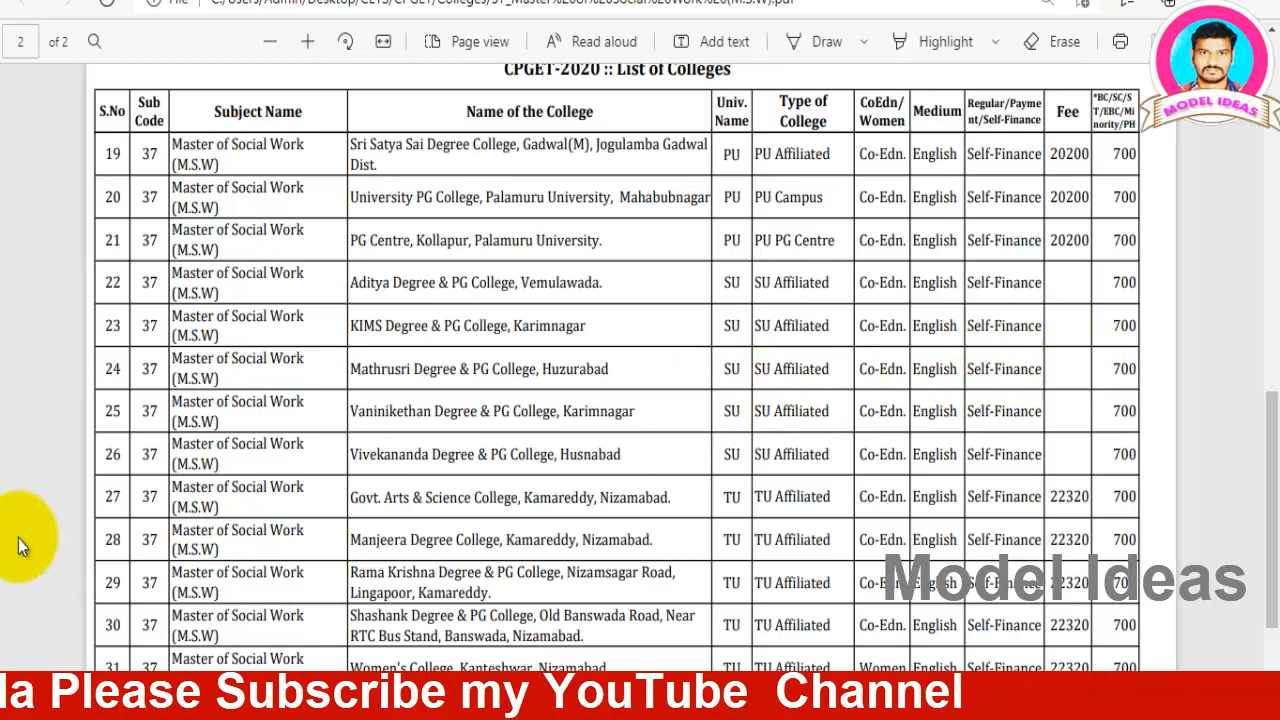 2 of 2 Page view Read aloud Add text Draw Highlight Erase
CPGET-2020 :: List of Colleges
S.No Sub Code Subject Name Name of the College Univ. Name Type of College CoEdn/ Women Medium Regular/Payme nt/Self-Finance Fee *BC/SC/S T/EBC/Mi nority/PH
19 37 Master of Social Work (M.S.W) Sri Satya Sai Degree College, Gadwal(M), Jogulamba Gadwal Dist. PU PU Affiliated Co-Edn. English Self-Finance 20200 700
20 37 Master of Social Work (M.S.W) University PG College, Palamuru University, Mahabubnagar PU PU Campus Co-Edn. English Self-Finance 20200 700
21 37 Master of Social Work (M.S.W) PG Centre, Kollapur, Palamuru University. PU PU PG Centre Co-Edn. English Self-Finance 20200 700
22 37 Master of Social Work (M.S.W) Aditya Degree & PG College, Vemulawada. SU SU Affiliated Co-Edn. English Self-Finance 700
23 37 Master of Social Work (M.S.W) KIMS Degree & PG College, Karimnagar SU SU Affiliated Co-Edn. English Self-Finance 700
24 37 Master of Social Work (M.S.W) Mathrusri Degree & PG College, Huzurabad SU SU Affiliated Co-Edn. English Self-Finance 700
25 37 Master of Social Work (M.S.W) Vaninikethan Degree & PG College, Karimnagar SU SU Affiliated Co-Edn. English Self-Finance 700
26 37 Master of Social Work (M.S.W) Vivekananda Degree & PG College, Husnabad SU SU Affiliated Co-Edn. English Self-Finance 700
27 37 Master of Social Work (M.S.W) Govt. Arts & Science College, Kamareddy, Nizamabad. TU TU Affiliated Co-Edn. English Self-Finance 22320 700
28 37 Master of Social Work (M.S.W) Manjeera Degree College, Kamareddy, Nizamabad. TU TU Affiliated Co-Edn. English Self-Finance 22320 700
29 37 Master of Social Work (M.S.W) Rama Krishna Degree & PG College, Nizamsagar Road, Lingapoor, Kamareddy. TU TU Affiliated Co-Edn. English Self-Finance 22320 700
30 37 Master of Social Work (M.S.W) Shashank Degree & PG College, Old Banswada Road, Near RTC Bus Stand, Banswada, Nizamabad. TU TU Affiliated Co-Edn. English Self-Finance 22320 700
31 37 Master of Social Work Women's College, Kanteshwar, Nizamabad TU TU Affiliated Women English Self-Finance 22320 700
MODEL IDEAS
Model Ideas
la Please Subscribe my YouTube Channel